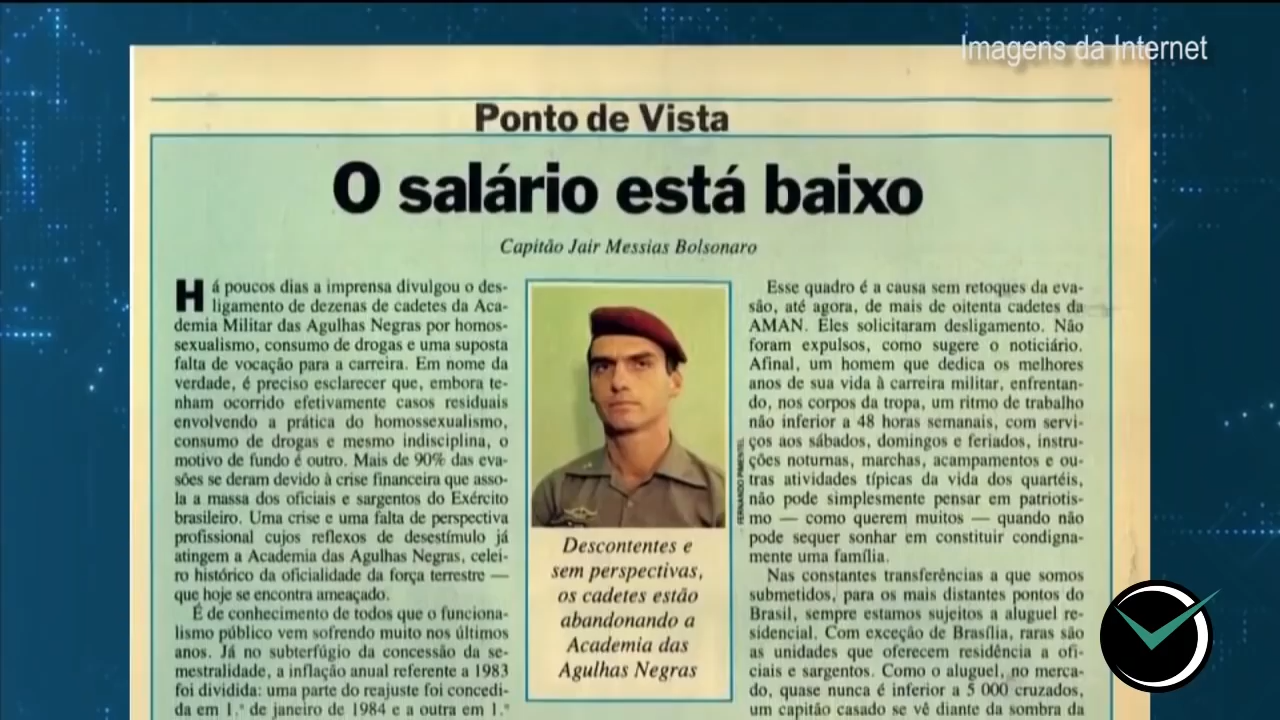 Imagens da Internet
Ponto de Vista
O salário está baixo
Capitão Jair Messias Bolsonaro
Há poucos dias a imprensa divulgou o des-
ligamento de dezenas de cadetes da Aca-
demia Militar das Agulhas Negras por homos-
sexualismo, consumo de drogas e uma suposta
falta de vocação para a carreira. Em nome da
verdade, é preciso esclarecer que, embora te-
nham ocorrido efetivamente casos residuais
envolvendo a prática do homossexualismo,
consumo de drogas e mesmo indisciplina, o
motivo de fundo é outro. Mais de 90% das eva-
sões se deram devido à crise financeira que asso-
la a massa dos oficiais e sargentos do Exército
brasileiro. Uma crise e uma falta de perspectiva
profissional cujos reflexos de desestímulo já
atingem a Academia das Agulhas Negras, celei-
ro histórico da oficialidade da força terrestre —
que hoje se encontra ameaçado.
É de conhecimento de todos que o funciona-
lismo público vem sofrendo muito nos últimos
anos. Já no subterfúgio da concessão da se-
mestralidade, a inflação anual referente a 1983
foi dividida: uma parte do reajuste foi concedi-
da em 1.º de janeiro de 1984 e a outra em 1.º
FERNANDO PIMENTEL
Descontentes e
sem perspectivas,
os cadetes estão
abandonando a
Academia das
Agulhas Negras
Esse quadro é a causa sem retoques da eva-
são, até agora, de mais de oitenta cadetes da
AMAN. Eles solicitaram desligamento. Não
foram expulsos, como sugere o noticiário.
Afinal, um homem que dedica os melhores
anos de sua vida à carreira militar, enfrentan-
do, nos corpos da tropa, um ritmo de trabalho
não inferior a 48 horas semanais, com servi-
ços aos sábados, domingos e feriados, instru-
ções noturnas, marchas, acampamentos e ou-
tras atividades típicas da vida dos quartéis,
não pode simplesmente pensar em patriotis-
mo — como querem muitos — quando não
pode sequer sonhar em constituir condigna-
mente uma família.
Nas constantes transferências a que somos
submetidos, para os mais distantes pontos do
Brasil, sempre estamos sujeitos a aluguel re-
sidencial. Com exceção de Brasília, raras são
as unidades que oferecem residência a ofi-
ciais e sargentos. Como o aluguel, no merca-
do, quase nunca é inferior a 5 000 cruzados,
um capitão casado se vê diante da sombra da